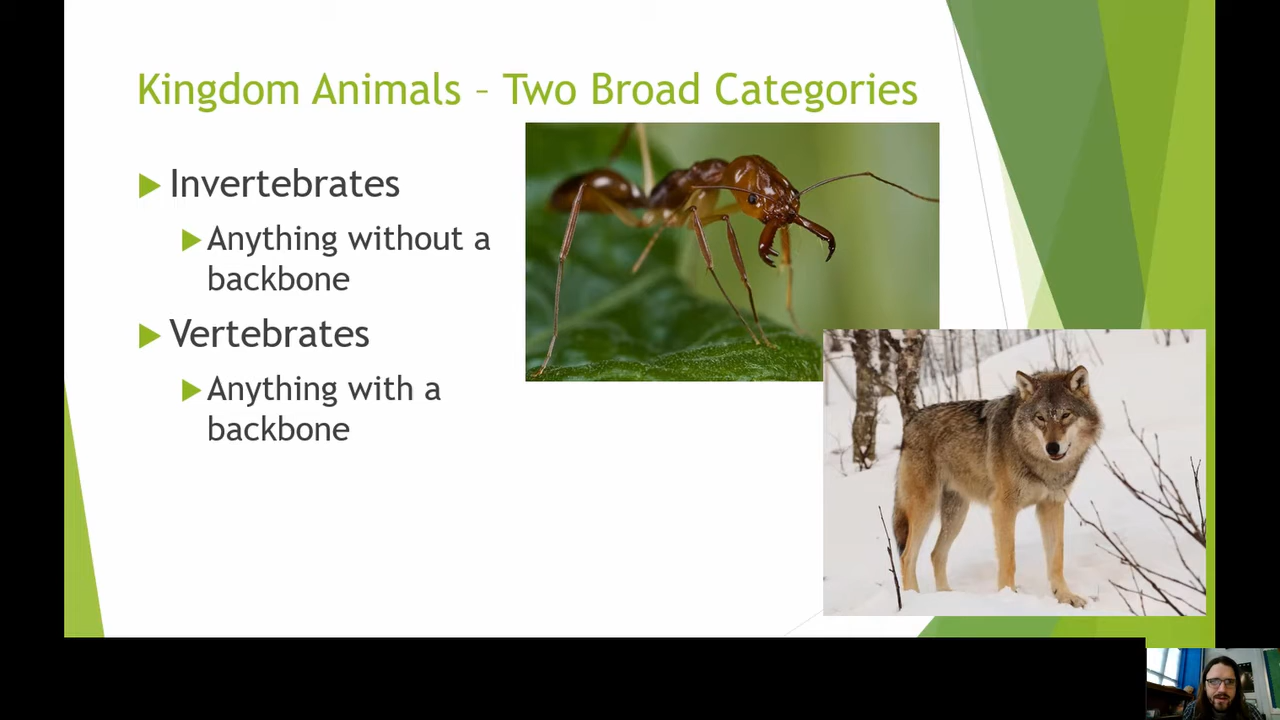 Kingdom Animals – Two Broad Categories
Invertebrates
Anything without a
backbone
Vertebrates
Anything with a
backbone